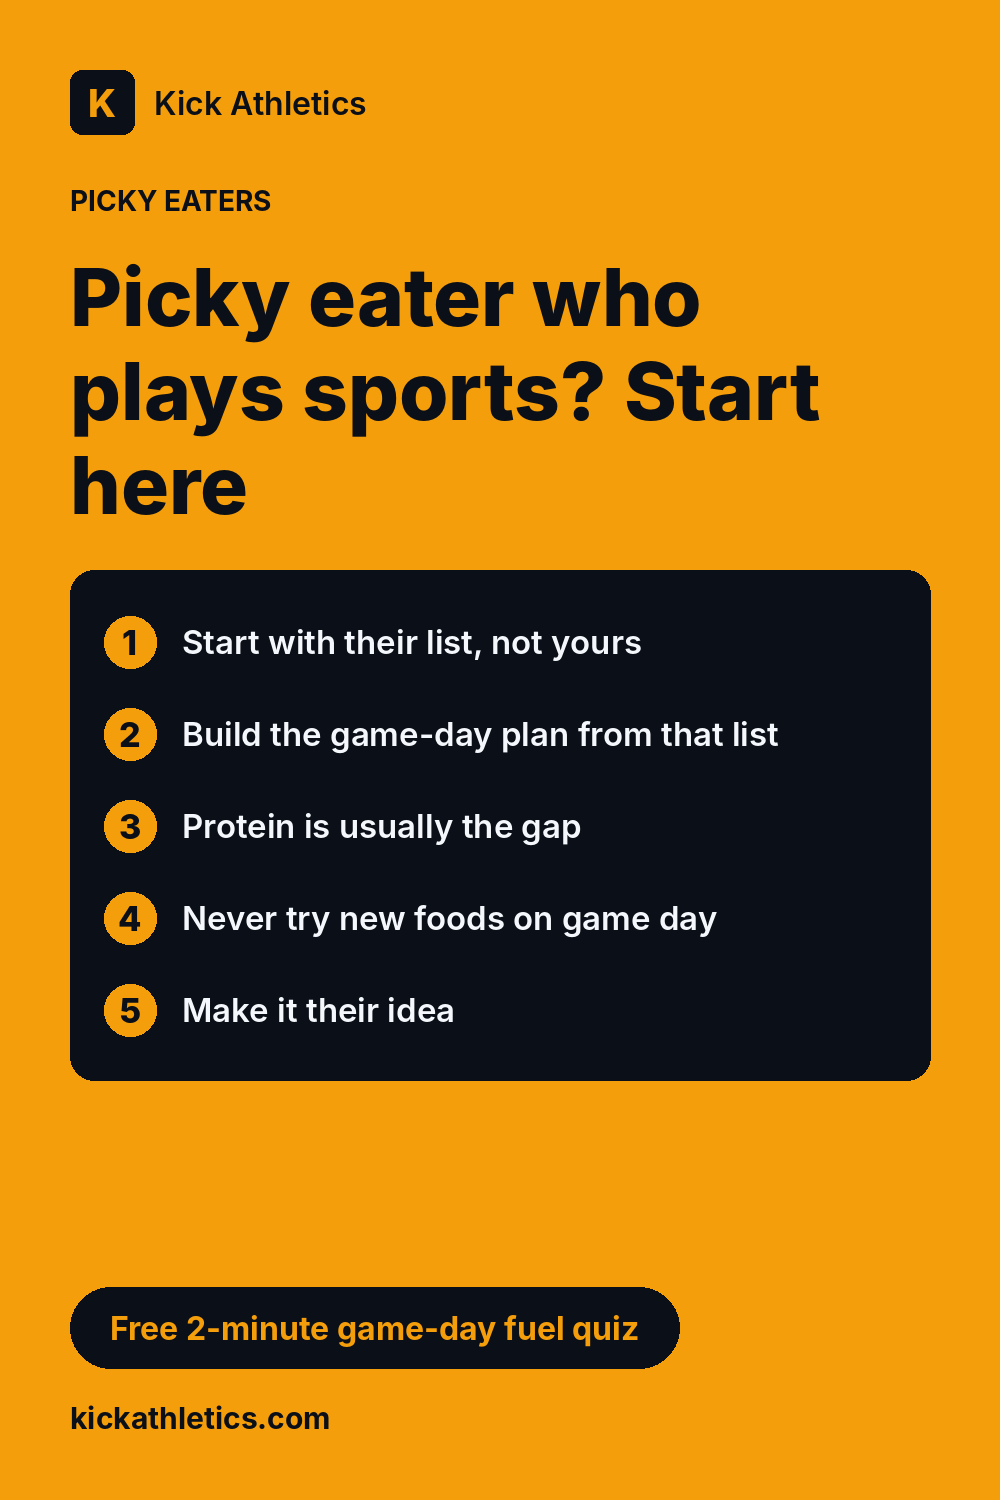 K
Kick Athletics
PICKY EATERS
Picky eater who
plays sports? Start
here
1 Start with their list, not yours
2 Build the game-day plan from that list
3 Protein is usually the gap
4 Never try new foods on game day
5 Make it their idea
Free 2-minute game-day fuel quiz
kickathletics.com